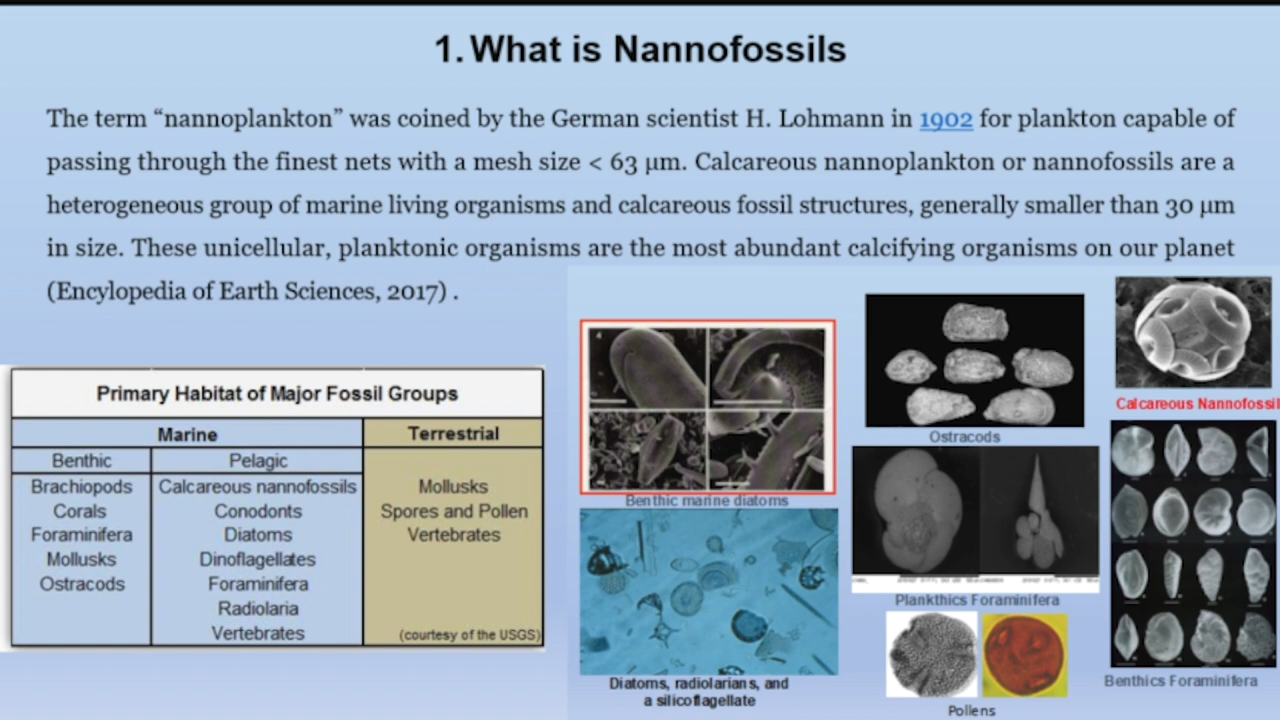 1. What is Nannofossils
The term “nannoplankton” was coined by the German scientist H. Lohmann in 1902 for plankton capable of
passing through the finest nets with a mesh size < 63 µm. Calcareous nannoplankton or nannofossils are a
heterogeneous group of marine living organisms and calcareous fossil structures, generally smaller than 30 µm
in size. These unicellular, planktonic organisms are the most abundant calcifying organisms on our planet
(Encylopedia of Earth Sciences, 2017) .
Primary Habitat of Major Fossil Groups
Marine Terrestrial
Benthic Pelagic
Brachiopods Calcareous nannofossils Mollusks
Corals Conodonts Spores and Pollen
Foraminifera Diatoms Vertebrates
Mollusks Dinoflagellates
Ostracods Foraminifera
Radiolaria
Vertebrates (courtesy of the USGS)
Benthic marine diatoms
Diatoms, radiolarians, and
a silicoflagellate
Ostracods
Plankthics Foraminifera
Pollens
Calcareous Nannofossil
Benthics Foraminifera